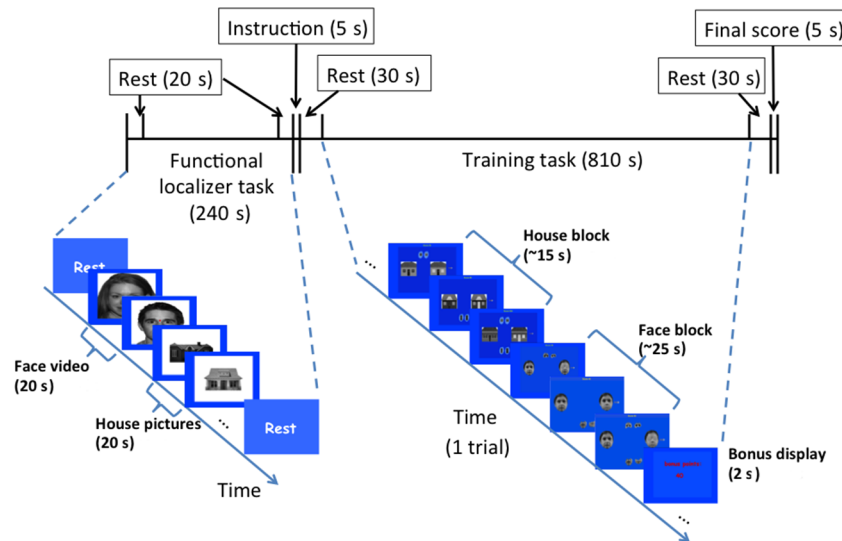 Instruction (5 s)
Final score (5 s)
Rest (20 s)
Rest (30 s)
Rest (30 s)
Functional
localizer task
(240 s)
Training task (810 s)
Rest
House block
(~15 s)
Face block
(~25 s)
Face video
(20 s)
House pictures
(20 s)
...
Rest
Time
...
Time
(1 trial)
Bonus display
(2 s)
...